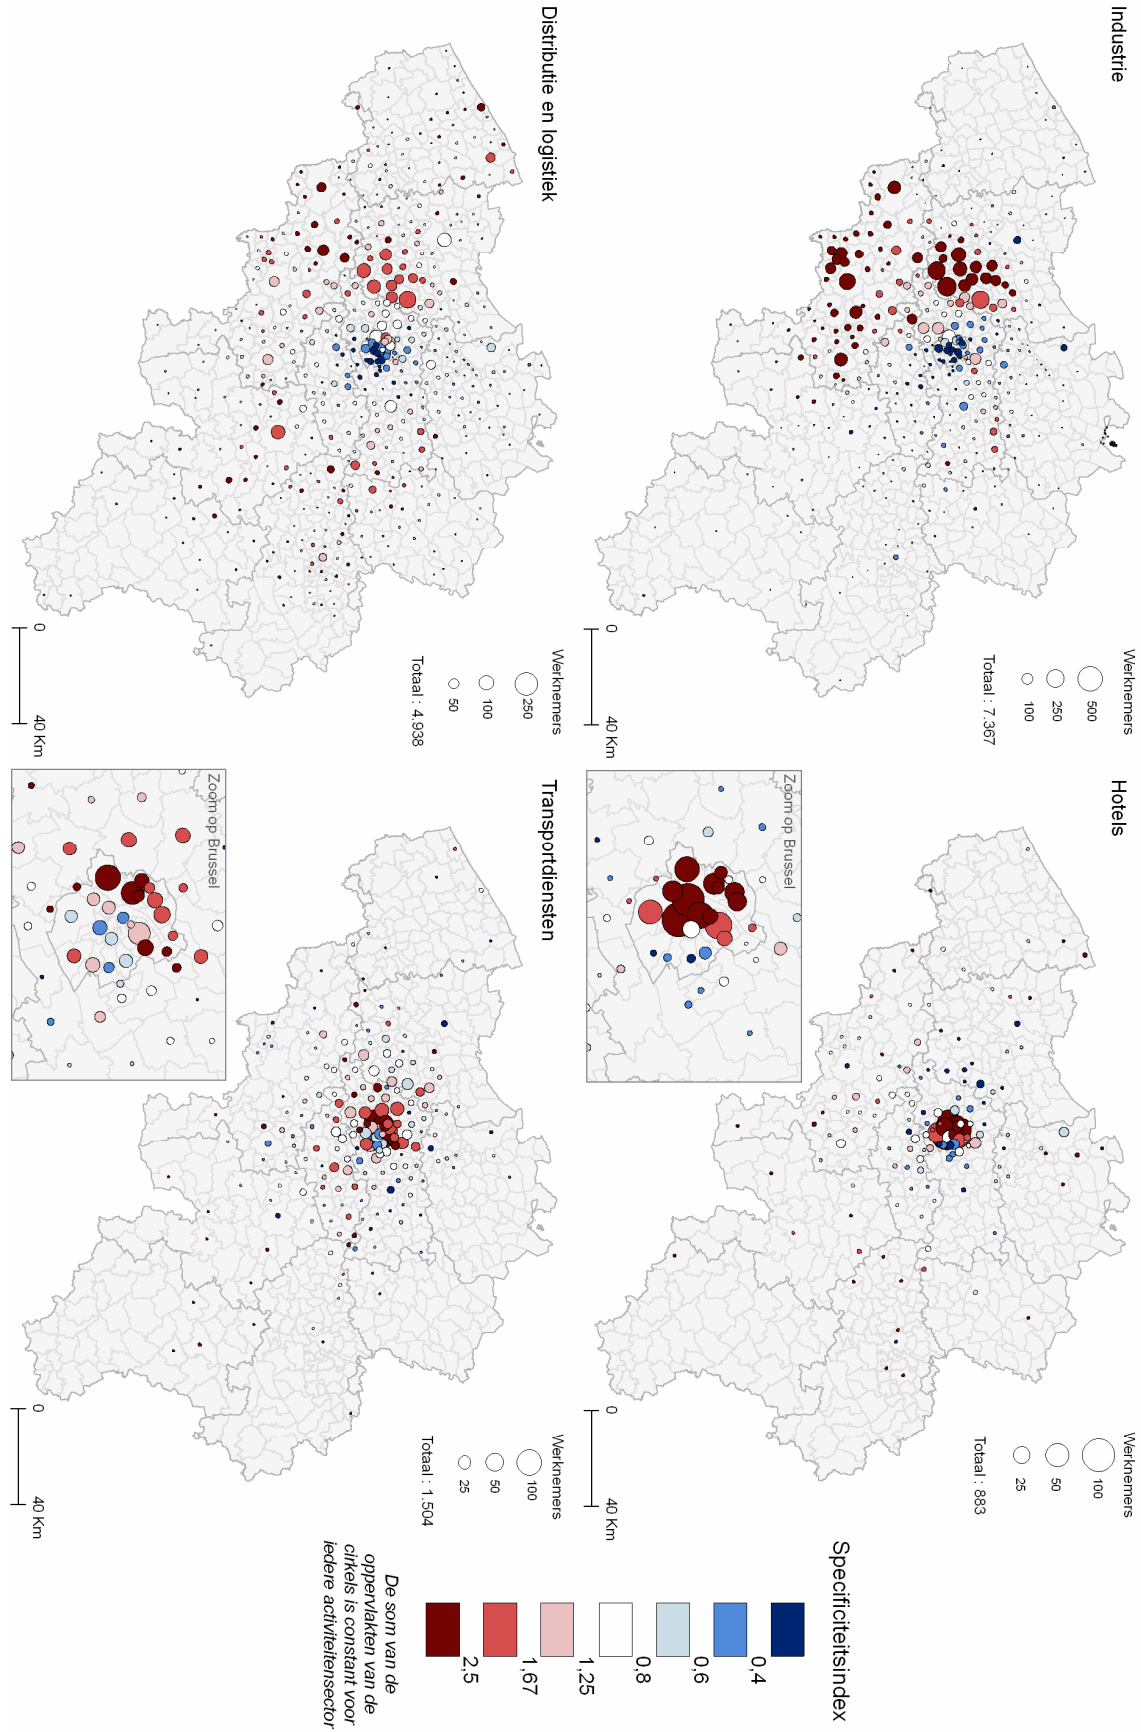 Industrie
Werknemers
500
250
100
Totaal : 7.367
0 40 Km
Hotels
Zoom op Brussel
Werknemers
100
50
25
Totaal : 883
0 40 Km
Distributie en logistiek
Werknemers
250
100
50
Totaal : 4.938
0 40 Km
Transportdiensten
Zoom op Brussel
Werknemers
100
50
25
Totaal : 1.504
0 40 Km
Specificiteitsindex
0,4
0,6
0,8
1,25
1,67
2,5
De som van de
oppervlakten van de
cirkels is constant voor
iedere activiteitensector